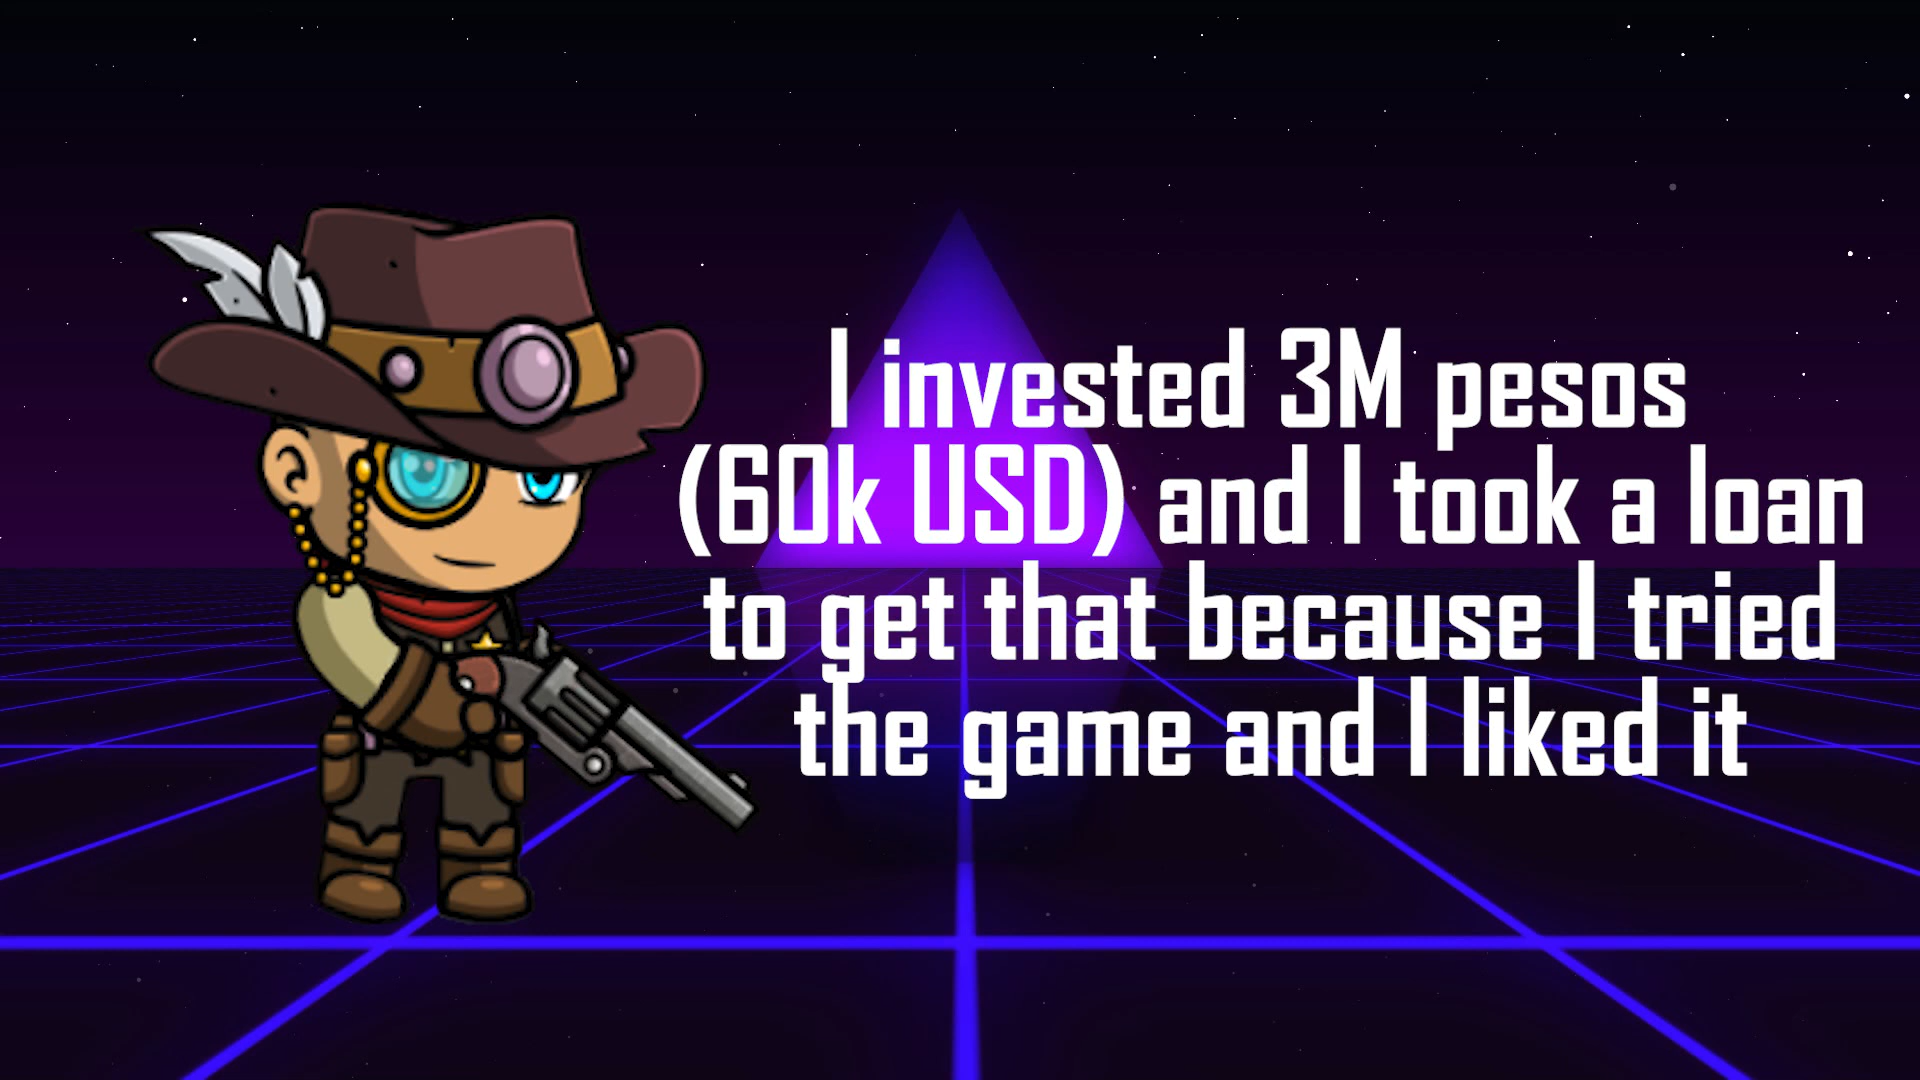 I invested 3M pesos
(60k USD) and I took a loan
to get that because I tried
the game and I liked it